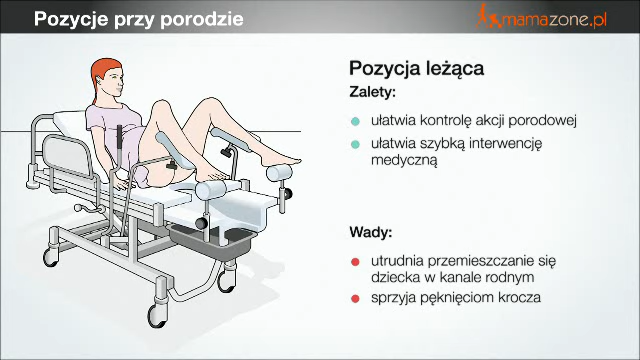 Pozycje przy porodzie
mamazone.pl
Pozycja leżąca
Zalety:
ułatwia kontrolę akcji porodowej
ułatwia szybką interwencję
medyczną
Wady:
utrudnia przemieszczanie się
dziecka w kanale rodnym
sprzyja pęknięciom krocza